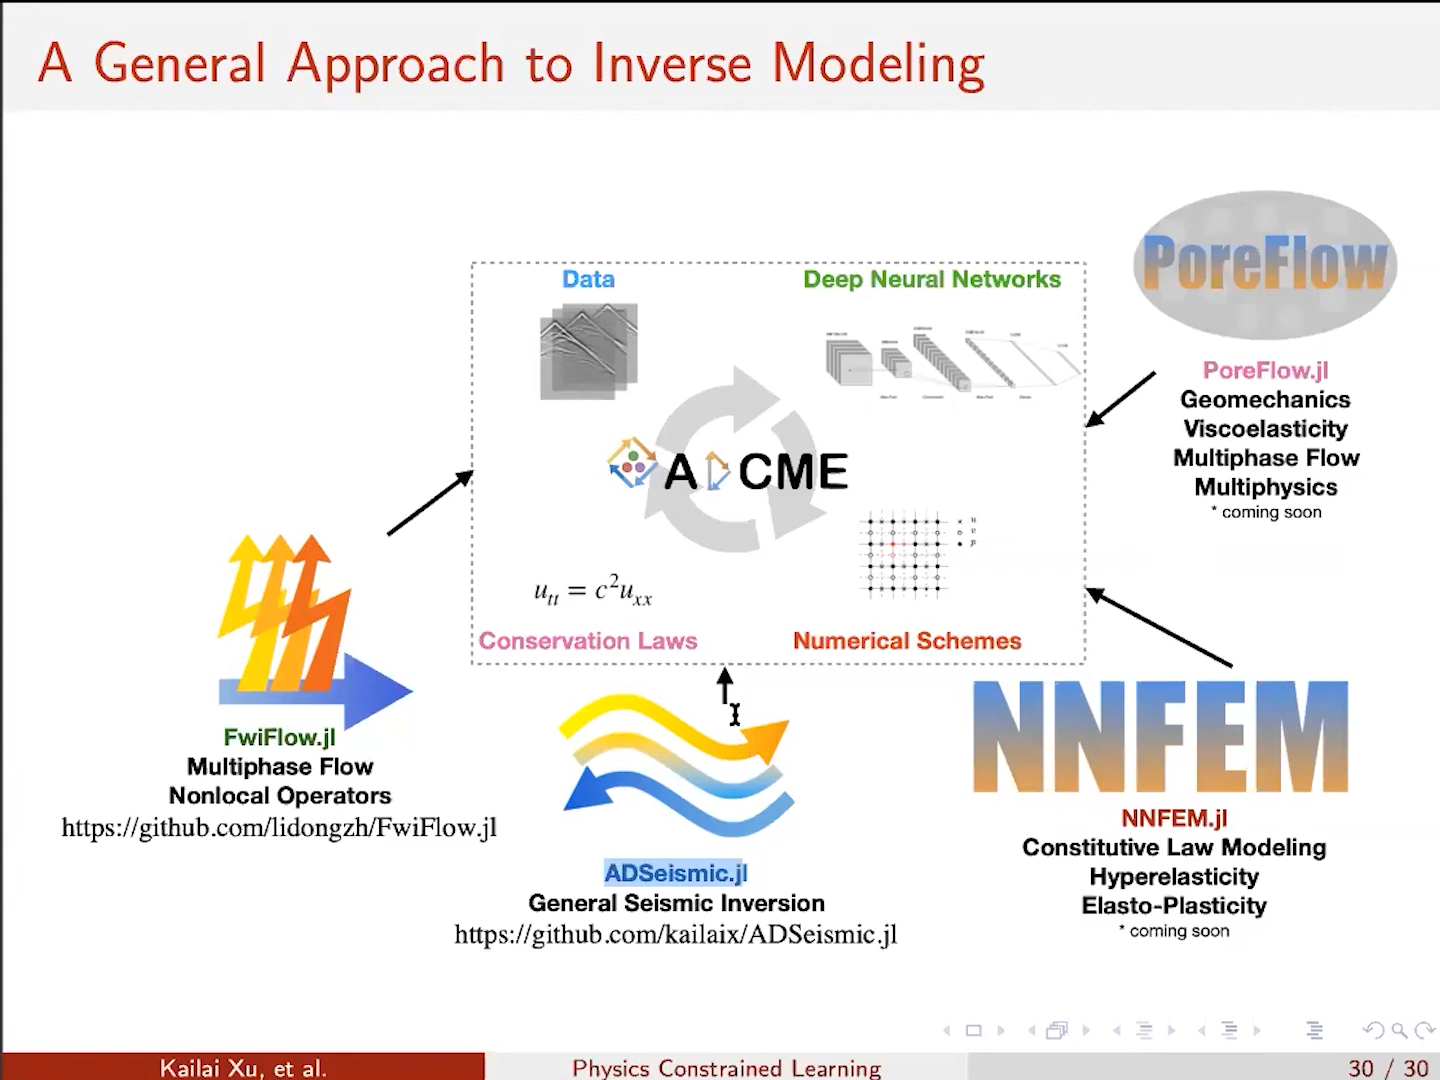 A General Approach to Inverse Modeling
Data
Deep Neural Networks
A CME
u_tt = c²u_xx
Conservation Laws
Numerical Schemes
PoreFlow
PoreFlow.jl
Geomechanics
Viscoelasticity
Multiphase Flow
Multiphysics
* coming soon
FwiFlow.jl
Multiphase Flow
Nonlocal Operators
https://github.com/lidongzh/FwiFlow.jl
ADSeismic.jl
General Seismic Inversion
https://github.com/kailaix/ADSeismic.jl
NNFEM
NNFEM.jl
Constitutive Law Modeling
Hyperelasticity
Elasto-Plasticity
* coming soon
Kailai Xu, et al.
Physics Constrained Learning
30 / 30